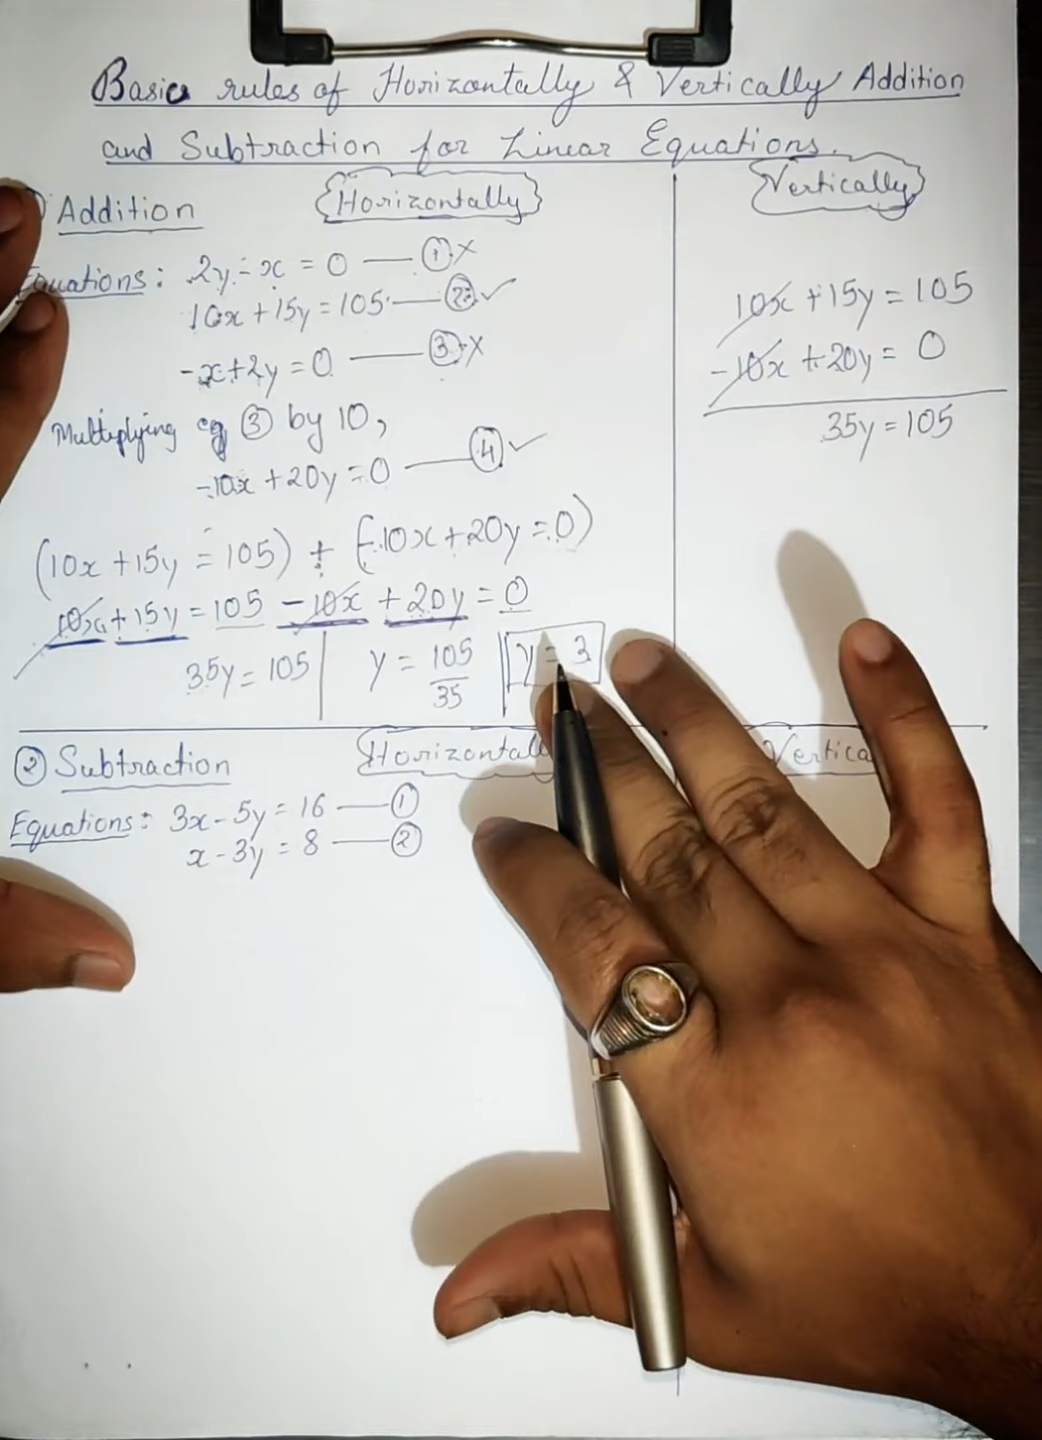 Basics rules of Horizontally & Vertically Addition
and Subtraction for Linear Equations.
Addition
Horizontally
Equations: 2y - x = 0 — ① ×
10x + 15y = 105 — ② ✓
-x + 2y = 0 — ③ ×
Multiplying eq ③ by 10,
-10x + 20y = 0 — ④ ✓
(10x + 15y = 105) + (-10x + 20y = 0)
10x + 15y = 105 - 10x + 20y = 0
35y = 105 | y = 105/35 || y = 3
Vertically
10x + 15y = 105
-10x + 20y = 0
35y = 105
② Subtraction
Horizontall
Vertica
Equations: 3x - 5y = 16 — ①
x - 3y = 8 — ②